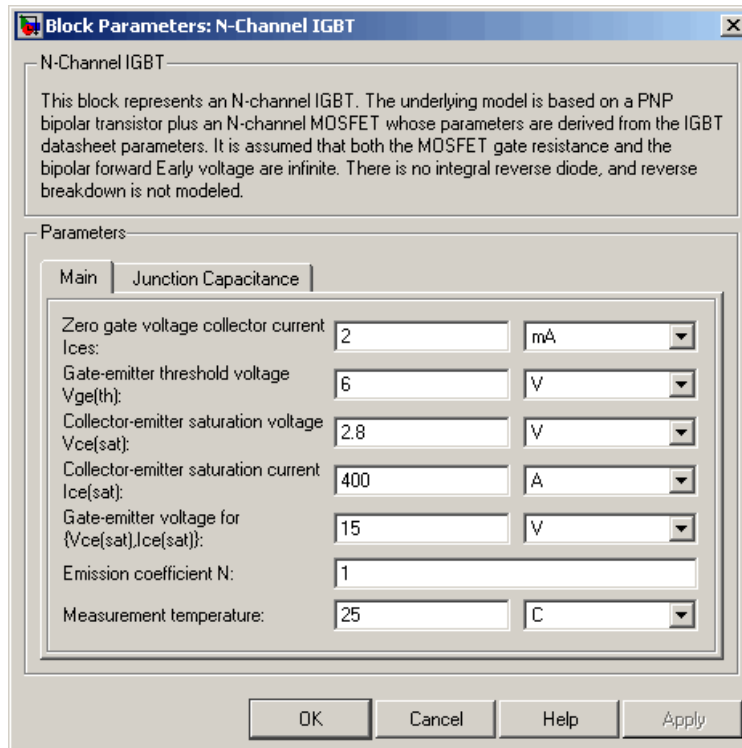 Block Parameters: N-Channel IGBT
N-Channel IGBT
This block represents an N-channel IGBT. The underlying model is based on a PNP
bipolar transistor plus an N-channel MOSFET whose parameters are derived from the IGBT
datasheet parameters. It is assumed that both the MOSFET gate resistance and the
bipolar forward Early voltage are infinite. There is no integral reverse diode, and reverse
breakdown is not modeled.
Parameters
Main Junction Capacitance
Zero gate voltage collector current
Ices: 2 mA
Gate-emitter threshold voltage
Vge(th): 6 V
Collector-emitter saturation voltage
Vce(sat): 2.8 V
Collector-emitter saturation current
Ice(sat): 400 A
Gate-emitter voltage for
{Vce(sat),Ice(sat)}: 15 V
Emission coefficient N: 1
Measurement temperature: 25 C
OK Cancel Help Apply